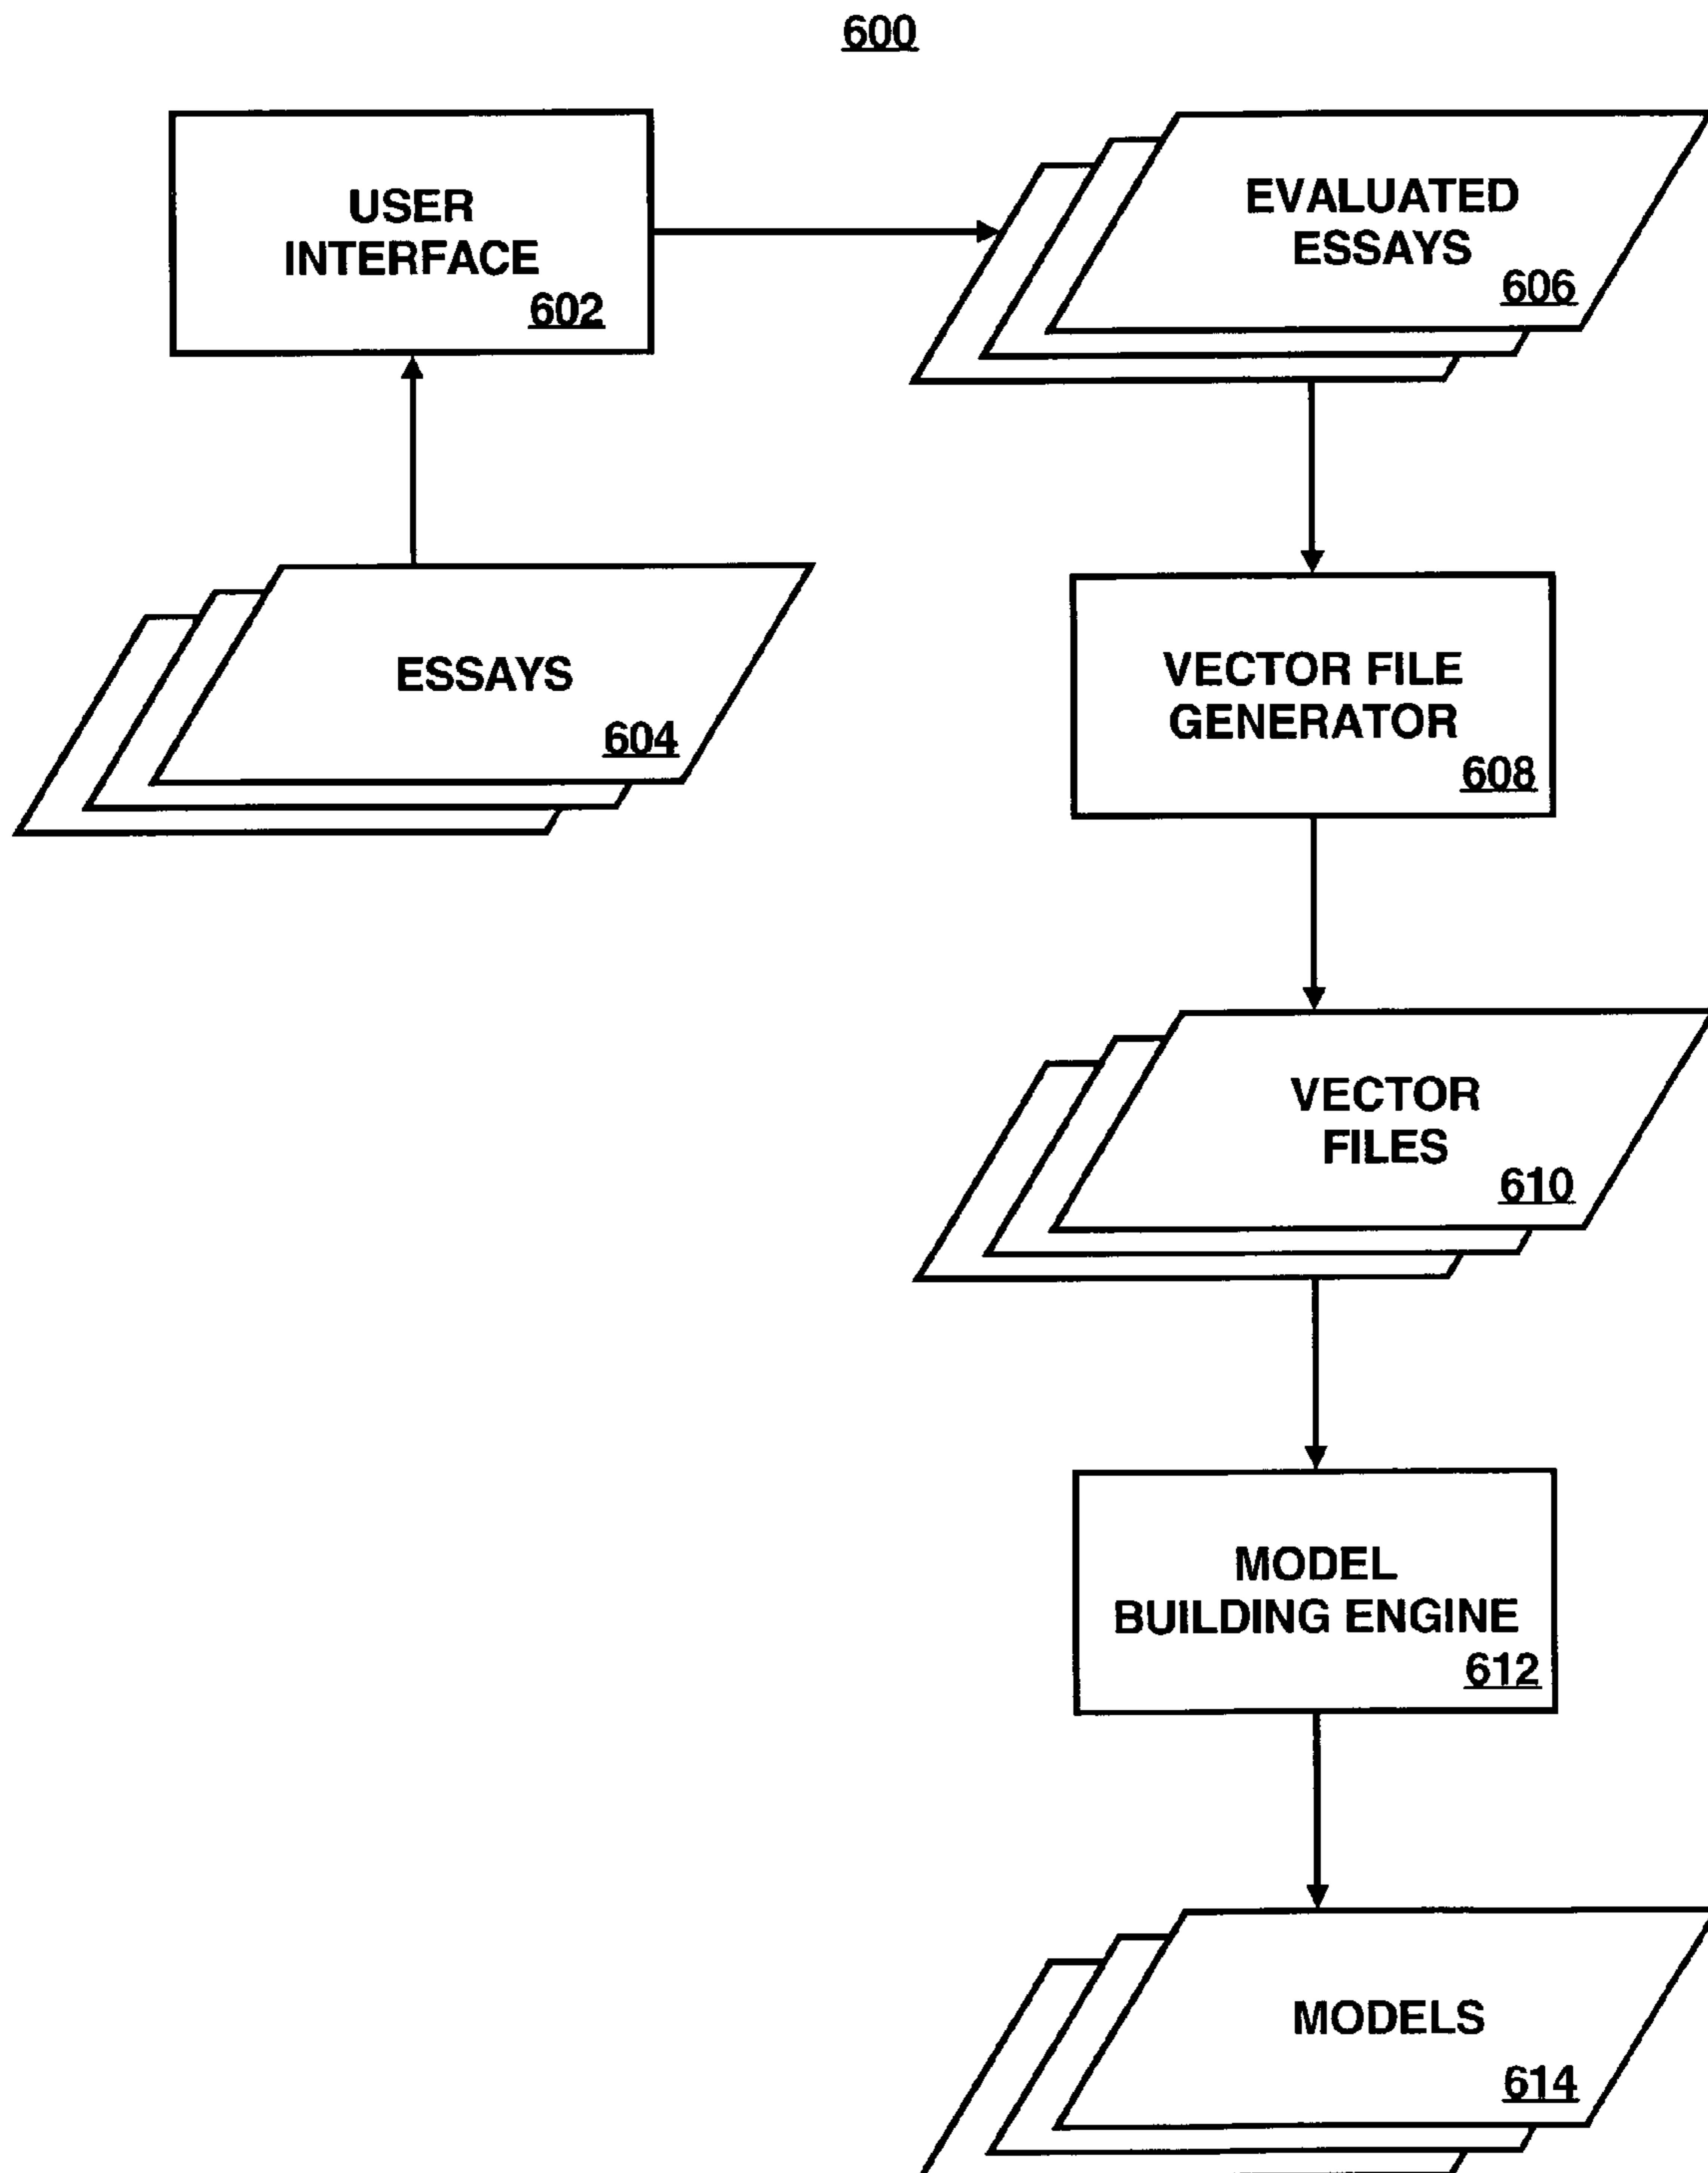 600
USER
INTERFACE
602
EVALUATED
ESSAYS
606
ESSAYS
604
VECTOR FILE
GENERATOR
608
VECTOR
FILES
610
MODEL
BUILDING ENGINE
612
MODELS
614